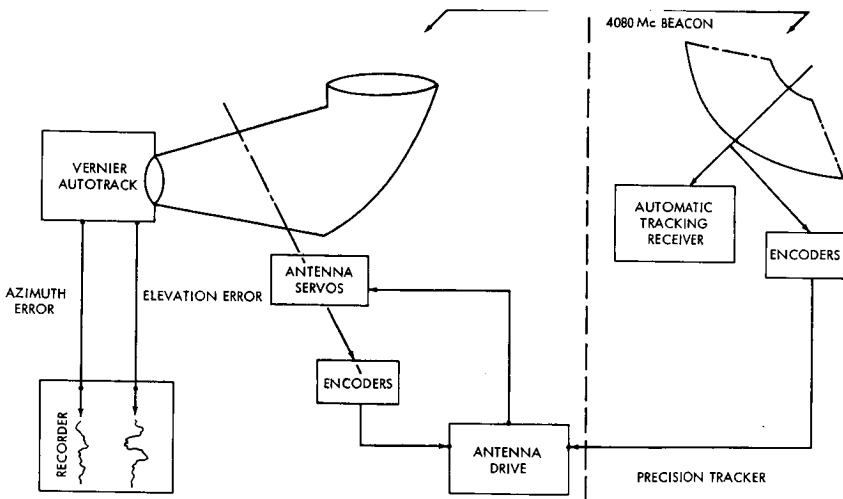 4080 Mc BEACON
VERNIER
AUTOTRACK
AUTOMATIC
TRACKING
RECEIVER
ENCODERS
ANTENNA
SERVOS
AZIMUTH
ERROR
ELEVATION ERROR
ENCODERS
RECORDER
ANTENNA
DRIVE
PRECISION TRACKER